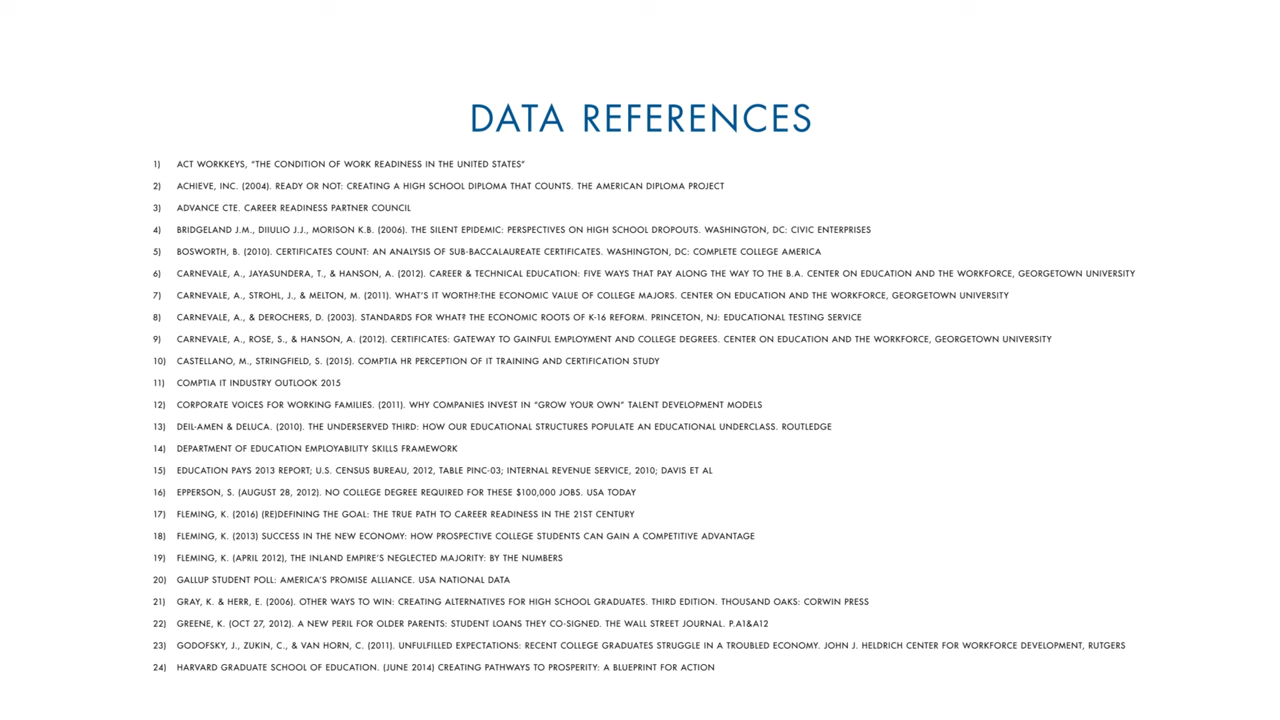 DATA REFERENCES
1) ACT WORKKEYS, “THE CONDITION OF WORK READINESS IN THE UNITED STATES”
2) ACHIEVE, INC. (2004). READY OR NOT: CREATING A HIGH SCHOOL DIPLOMA THAT COUNTS. THE AMERICAN DIPLOMA PROJECT
3) ADVANCE CTE. CAREER READINESS PARTNER COUNCIL
4) BRIDGELAND J.M., DIIULIO J.J., MORISON K.B. (2006). THE SILENT EPIDEMIC: PERSPECTIVES ON HIGH SCHOOL DROPOUTS. WASHINGTON, DC: CIVIC ENTERPRISES
5) BOSWORTH, B. (2010). CERTIFICATES COUNT: AN ANALYSIS OF SUB-BACCALAUREATE CERTIFICATES. WASHINGTON, DC: COMPLETE COLLEGE AMERICA
6) CARNEVALE, A., JAYASUNDERA, T., & HANSON, A. (2012). CAREER & TECHNICAL EDUCATION: FIVE WAYS THAT PAY ALONG THE WAY TO THE B.A. CENTER ON EDUCATION AND THE WORKFORCE, GEORGETOWN UNIVERSITY
7) CARNEVALE, A., STROHL, J., & MELTON, M. (2011). WHAT’S IT WORTH?:THE ECONOMIC VALUE OF COLLEGE MAJORS. CENTER ON EDUCATION AND THE WORKFORCE, GEORGETOWN UNIVERSITY
8) CARNEVALE, A., & DEROCHERS, D. (2003). STANDARDS FOR WHAT? THE ECONOMIC ROOTS OF K-16 REFORM. PRINCETON, NJ: EDUCATIONAL TESTING SERVICE
9) CARNEVALE, A., ROSE, S., & HANSON, A. (2012). CERTIFICATES: GATEWAY TO GAINFUL EMPLOYMENT AND COLLEGE DEGREES. CENTER ON EDUCATION AND THE WORKFORCE, GEORGETOWN UNIVERSITY
10) CASTELLANO, M., STRINGFIELD, S. (2015). COMPTIA HR PERCEPTION OF IT TRAINING AND CERTIFICATION STUDY
11) COMPTIA IT INDUSTRY OUTLOOK 2015
12) CORPORATE VOICES FOR WORKING FAMILIES. (2011). WHY COMPANIES INVEST IN “GROW YOUR OWN” TALENT DEVELOPMENT MODELS
13) DEIL-AMEN & DELUCA. (2010). THE UNDERSERVED THIRD: HOW OUR EDUCATIONAL STRUCTURES POPULATE AN EDUCATIONAL UNDERCLASS. ROUTLEDGE
14) DEPARTMENT OF EDUCATION EMPLOYABILITY SKILLS FRAMEWORK
15) EDUCATION PAYS 2013 REPORT; U.S. CENSUS BUREAU, 2012, TABLE PINC-03; INTERNAL REVENUE SERVICE, 2010; DAVIS ET AL
16) EPPERSON, S. (AUGUST 28, 2012). NO COLLEGE DEGREE REQUIRED FOR THESE $100,000 JOBS. USA TODAY
17) FLEMING, K. (2016) (RE)DEFINING THE GOAL: THE TRUE PATH TO CAREER READINESS IN THE 21ST CENTURY
18) FLEMING, K. (2013) SUCCESS IN THE NEW ECONOMY: HOW PROSPECTIVE COLLEGE STUDENTS CAN GAIN A COMPETITIVE ADVANTAGE
19) FLEMING, K. (APRIL 2012), THE INLAND EMPIRE’S NEGLECTED MAJORITY: BY THE NUMBERS
20) GALLUP STUDENT POLL: AMERICA’S PROMISE ALLIANCE. USA NATIONAL DATA
21) GRAY, K. & HERR, E. (2006). OTHER WAYS TO WIN: CREATING ALTERNATIVES FOR HIGH SCHOOL GRADUATES. THIRD EDITION. THOUSAND OAKS: CORWIN PRESS
22) GREENE, K. (OCT 27, 2012). A NEW PERIL FOR OLDER PARENTS: STUDENT LOANS THEY CO-SIGNED. THE WALL STREET JOURNAL. P.A1&A12
23) GODOFSKY, J., ZUKIN, C., & VAN HORN, C. (2011). UNFULFILLED EXPECTATIONS: RECENT COLLEGE GRADUATES STRUGGLE IN A TROUBLED ECONOMY. JOHN J. HELDRICH CENTER FOR WORKFORCE DEVELOPMENT, RUTGERS
24) HARVARD GRADUATE SCHOOL OF EDUCATION. (JUNE 2014) CREATING PATHWAYS TO PROSPERITY: A BLUEPRINT FOR ACTION